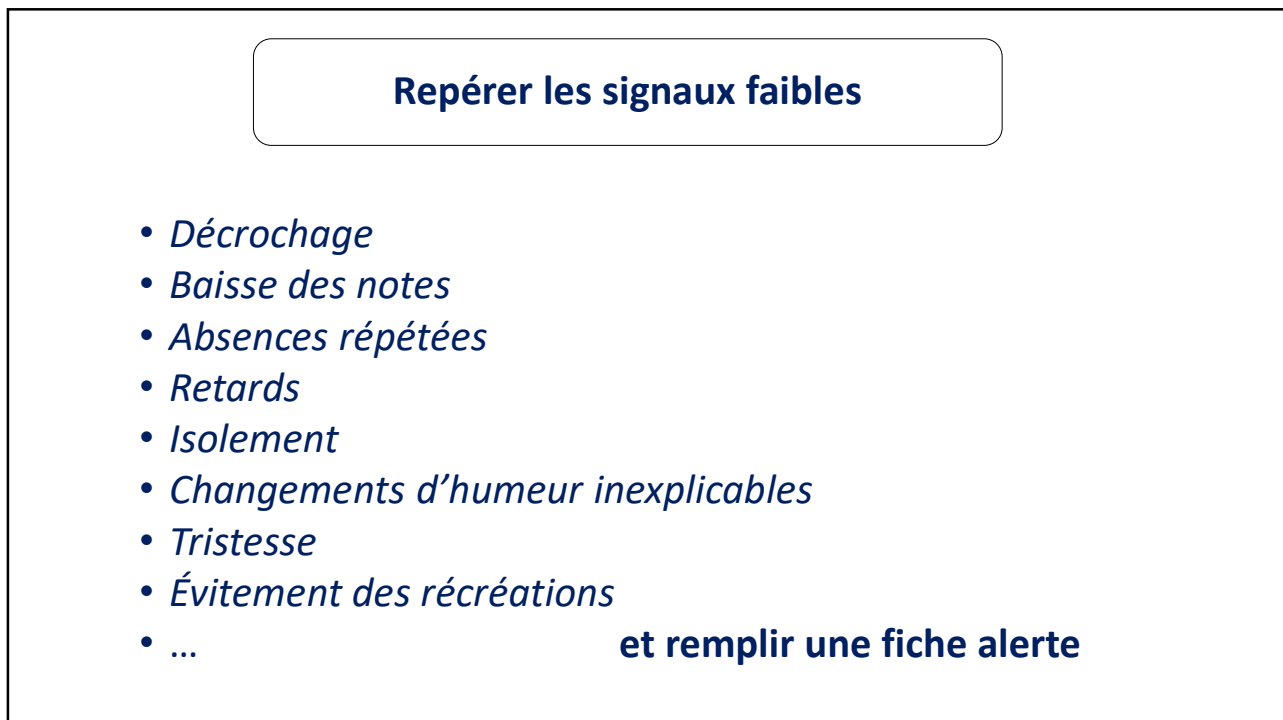 Repérer les signaux faibles
• Décrochage
• Baisse des notes
• Absences répétées
• Retards
• Isolement
• Changements d’humeur inexplicables
• Tristesse
• Évitement des récréations
• … et remplir une fiche alerte